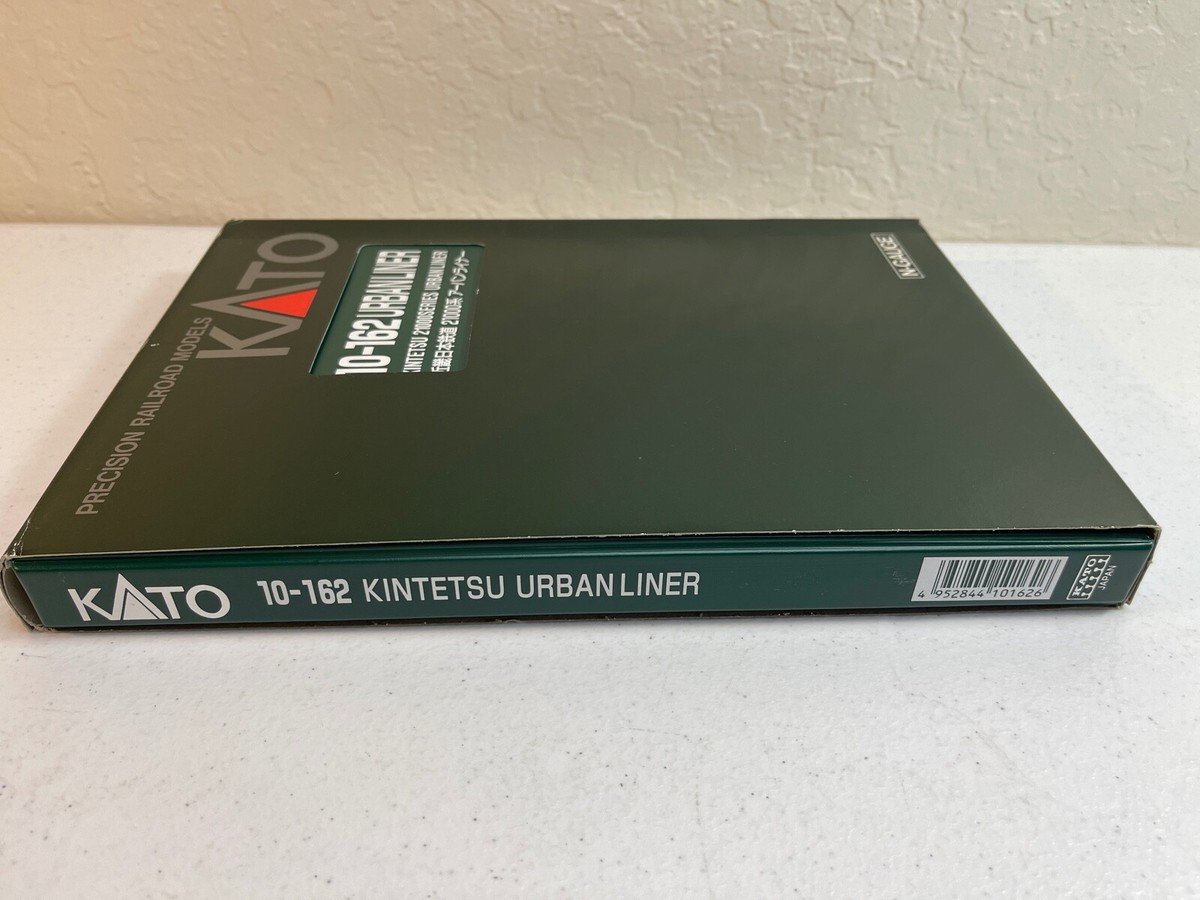 PRECISION RAILROAD MODELS
KATO
10-162 URBAN LINER
KINTETSU 21000SERIES URBAN LINER
近畿日本鉄道 21000系 アーバンライナー
N-GAUGE
KATO 10-162 KINTETSU URBAN LINER
4 952844 101626
KATO
JAPAN